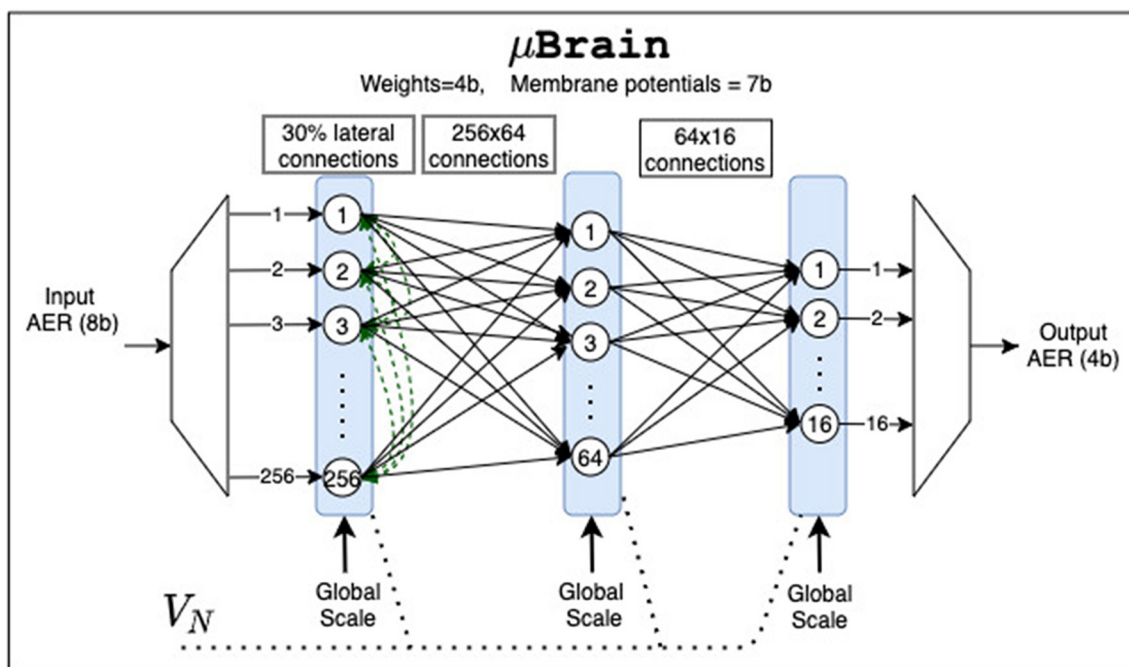 μBrain
Weights=4b, Membrane potentials = 7b
30% lateral
connections
256x64
connections
64x16
connections
Input
AER (8b)
1
2
3
256
1
2
3
256
1
2
3
64
1
2
16
1
2
16
Output
AER (4b)
Global
Scale
Global
Scale
Global
Scale
V_N